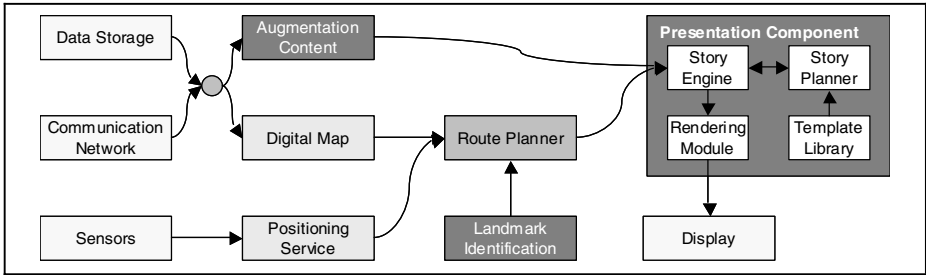 Data Storage
Augmentation
Content
Presentation Component
Story
Engine
Story
Planner
Communication
Network
Digital Map
Route Planner
Rendering
Module
Template
Library
Sensors
Positioning
Service
Landmark
Identification
Display